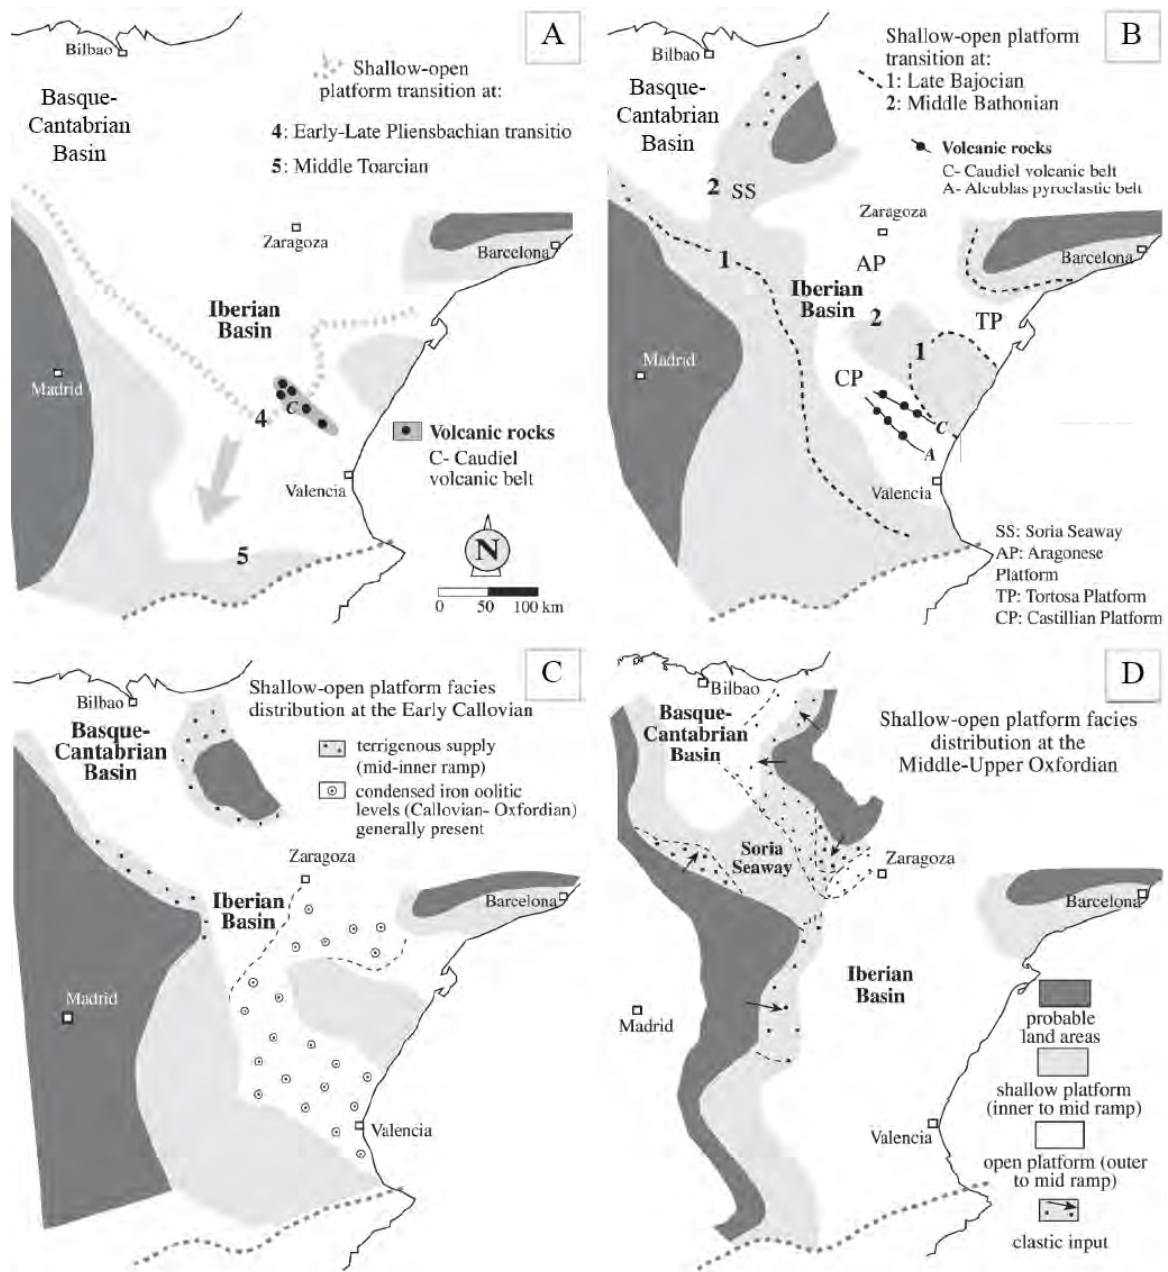 A
Bilbao
Basque-
Cantabrian
Basin
Shallow-open
platform transition at:
4: Early-Late Pliensbachian transitio
5: Middle Toarcian
Zaragoza
Barcelona
Iberian
Basin
Madrid
4
C
Volcanic rocks
C- Caudiel
volcanic belt
Valencia
5
N
0 50 100 km
B
Bilbao
Basque-
Cantabrian
Basin
Shallow-open platform
transition at:
1: Late Bajocian
2: Middle Bathonian
Volcanic rocks
C- Caudiel volcanic belt
A- Alcublas pyroclastic belt
2 SS
Zaragoza
Barcelona
1
AP
Iberian
Basin
2
TP
Madrid
1
CP
C
A
Valencia
SS: Soria Seaway
AP: Aragonese
Platform
TP: Tortosa Platform
CP: Castillian Platform
C
Bilbao
Shallow-open platform facies
distribution at the Early Callovian
Basque-
Cantabrian
Basin
terrigenous supply
(mid-inner ramp)
condensed iron oolitic
levels (Callovian- Oxfordian)
generally present
Zaragoza
Iberian
Basin
Barcelona
Madrid
Valencia
D
Bilbao
Basque-
Cantabrian
Basin
Shallow-open platform facies
distribution at the
Middle-Upper Oxfordian
Soria
Seaway
Zaragoza
Barcelona
Iberian
Basin
Madrid
probable
land areas
shallow platform
(inner to mid ramp)
Valencia
open platform (outer
to mid ramp)
clastic input